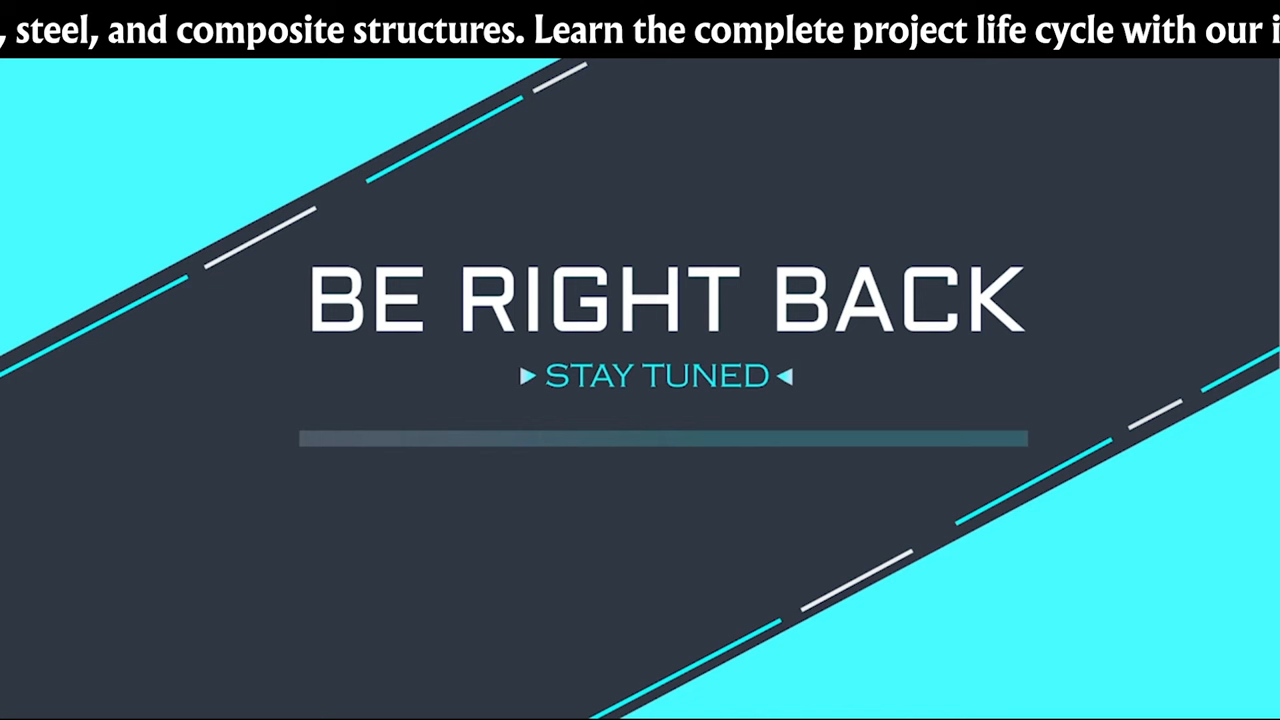 , steel, and composite structures. Learn the complete project life cycle with our i
BE RIGHT BACK
STAY TUNED